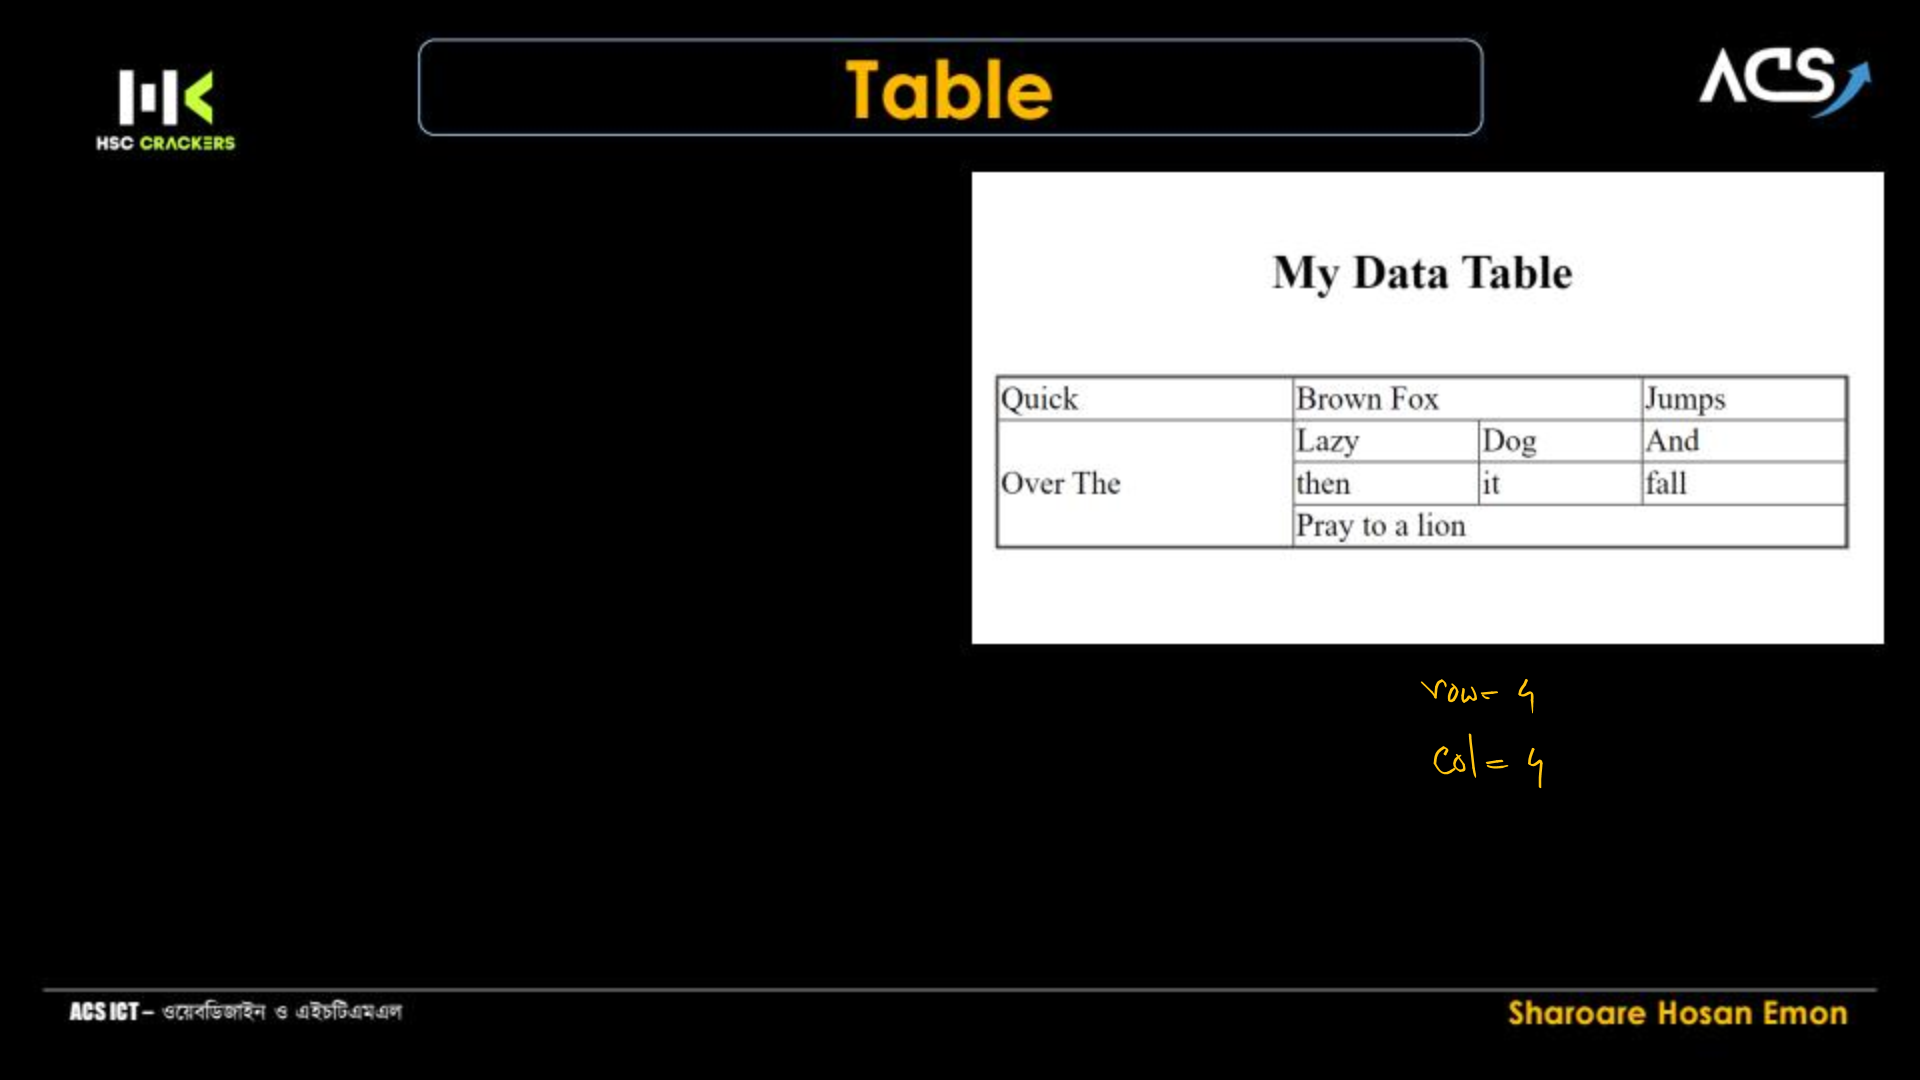 HSC CRACKERS
Table
ACS
My Data Table
Quick Brown Fox Jumps
Over The Lazy Dog And
then it fall
Pray to a lion
row= 4
col= 4
ACS ICT – ওয়েবডিজাইন ও এইচটিএমএল
Sharoare Hosan Emon